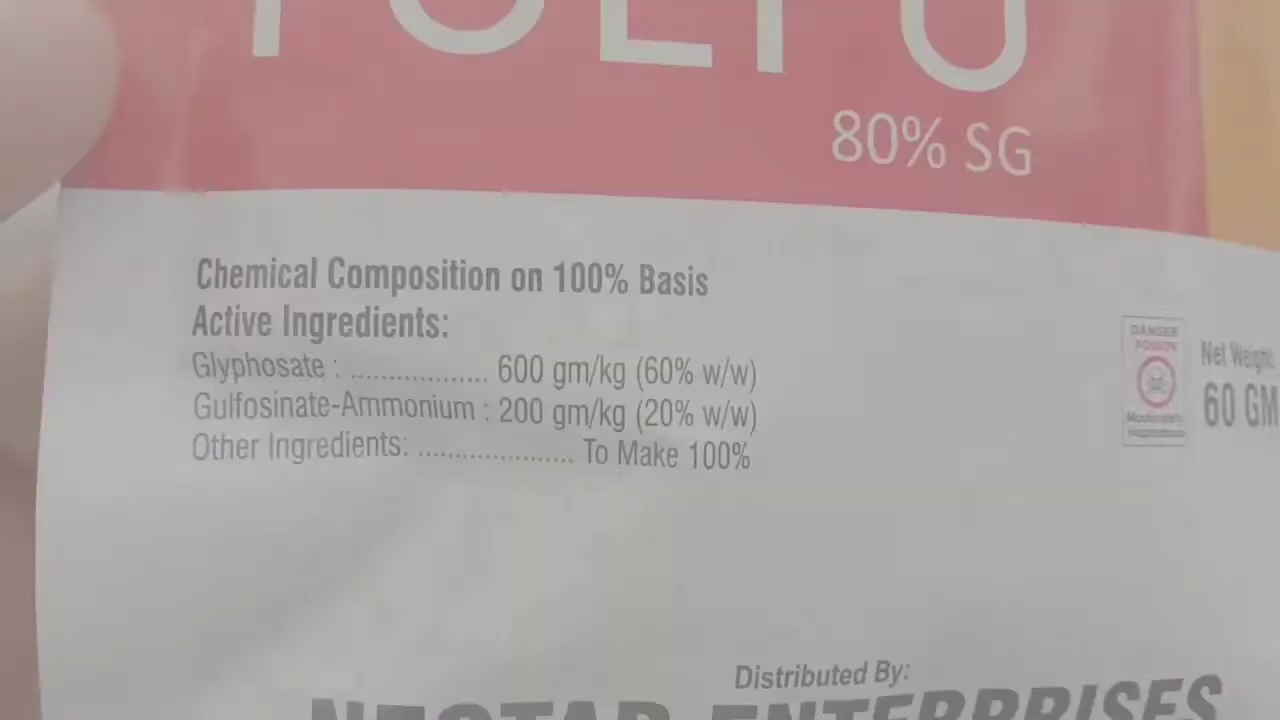 80% SG
Chemical Composition on 100% Basis
Active Ingredients:
Glyphosate : .................. 600 gm/kg (60% w/w)
Gulfosinate-Ammonium : 200 gm/kg (20% w/w)
Other Ingredients: .................... To Make 100%
DANGER
POISON
Net Weight:
60 GM
Distributed By:
NECTAR ENTERPRISES